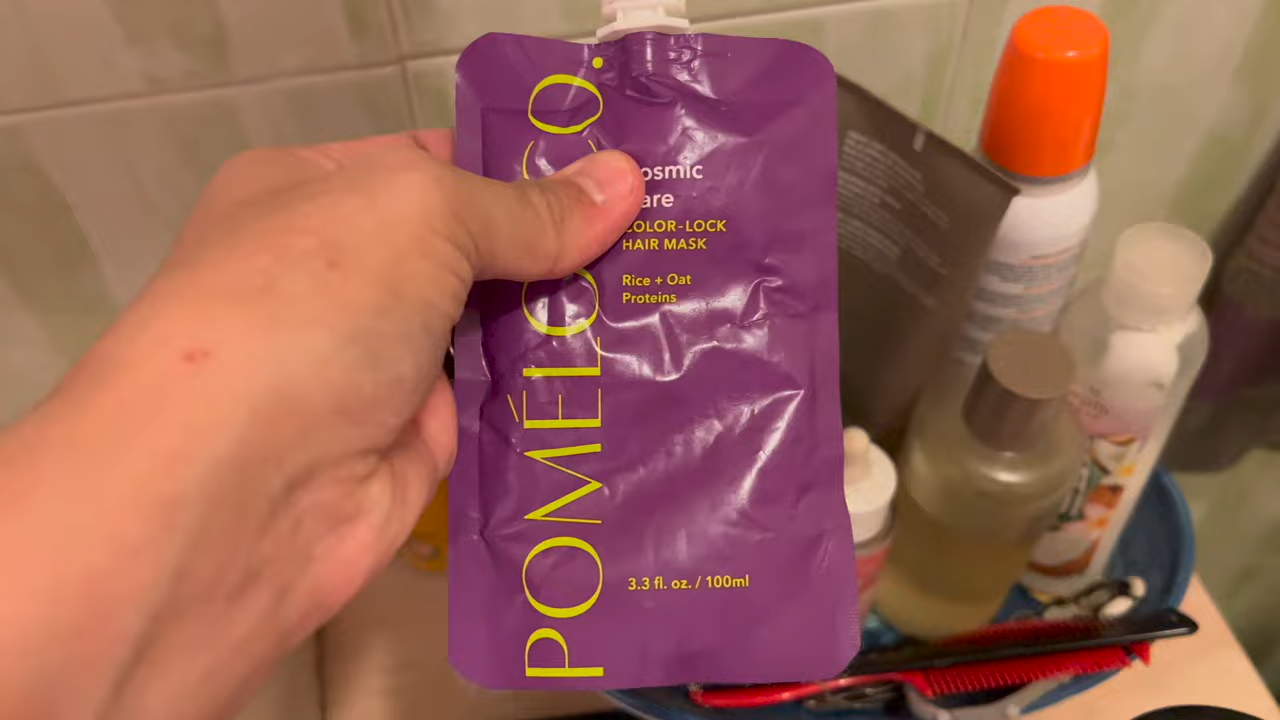 POMÉLO CO.
osmic
are
COLOR-LOCK
HAIR MASK
Rice + Oat
Proteins
3.3 fl. oz. / 100ml